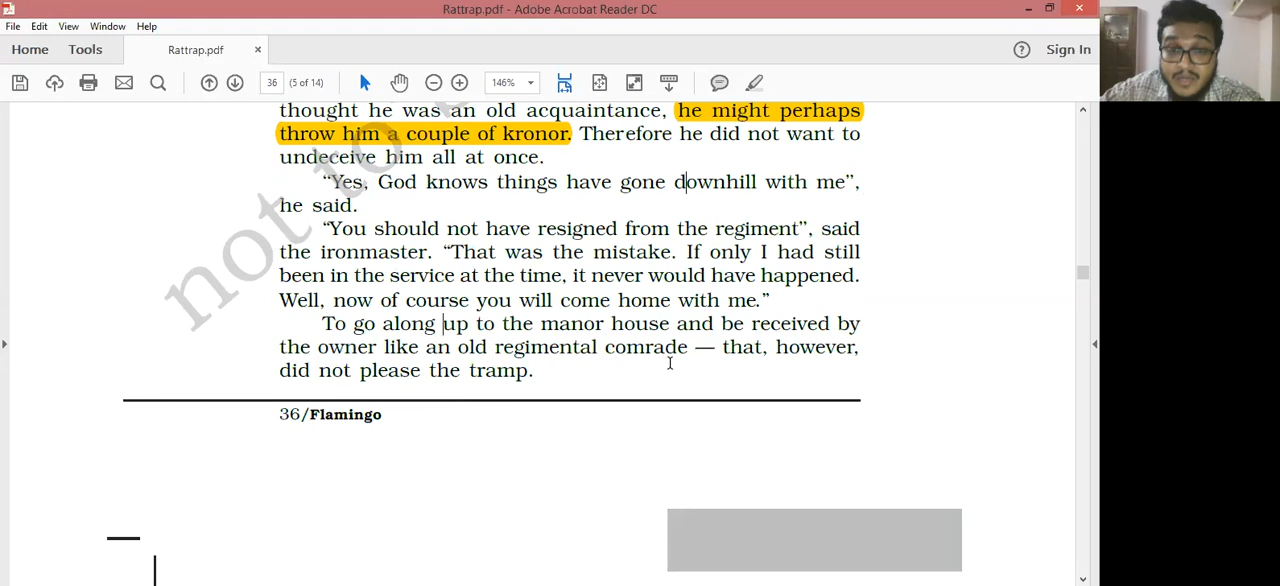 Rattrap.pdf - Adobe Acrobat Reader DC
File Edit View Window Help
Home Tools Rattrap.pdf × Sign In
36 (5 of 14) 146%
thought he was an old acquaintance, he might perhaps
throw him a couple of kronor. Therefore he did not want to
undeceive him all at once.
“Yes, God knows things have gone downhill with me”,
he said.
“You should not have resigned from the regiment”, said
the ironmaster. “That was the mistake. If only I had still
been in the service at the time, it never would have happened.
Well, now of course you will come home with me.”
To go along up to the manor house and be received by
the owner like an old regimental comrade — that, however,
did not please the tramp.
36/Flamingo
not to